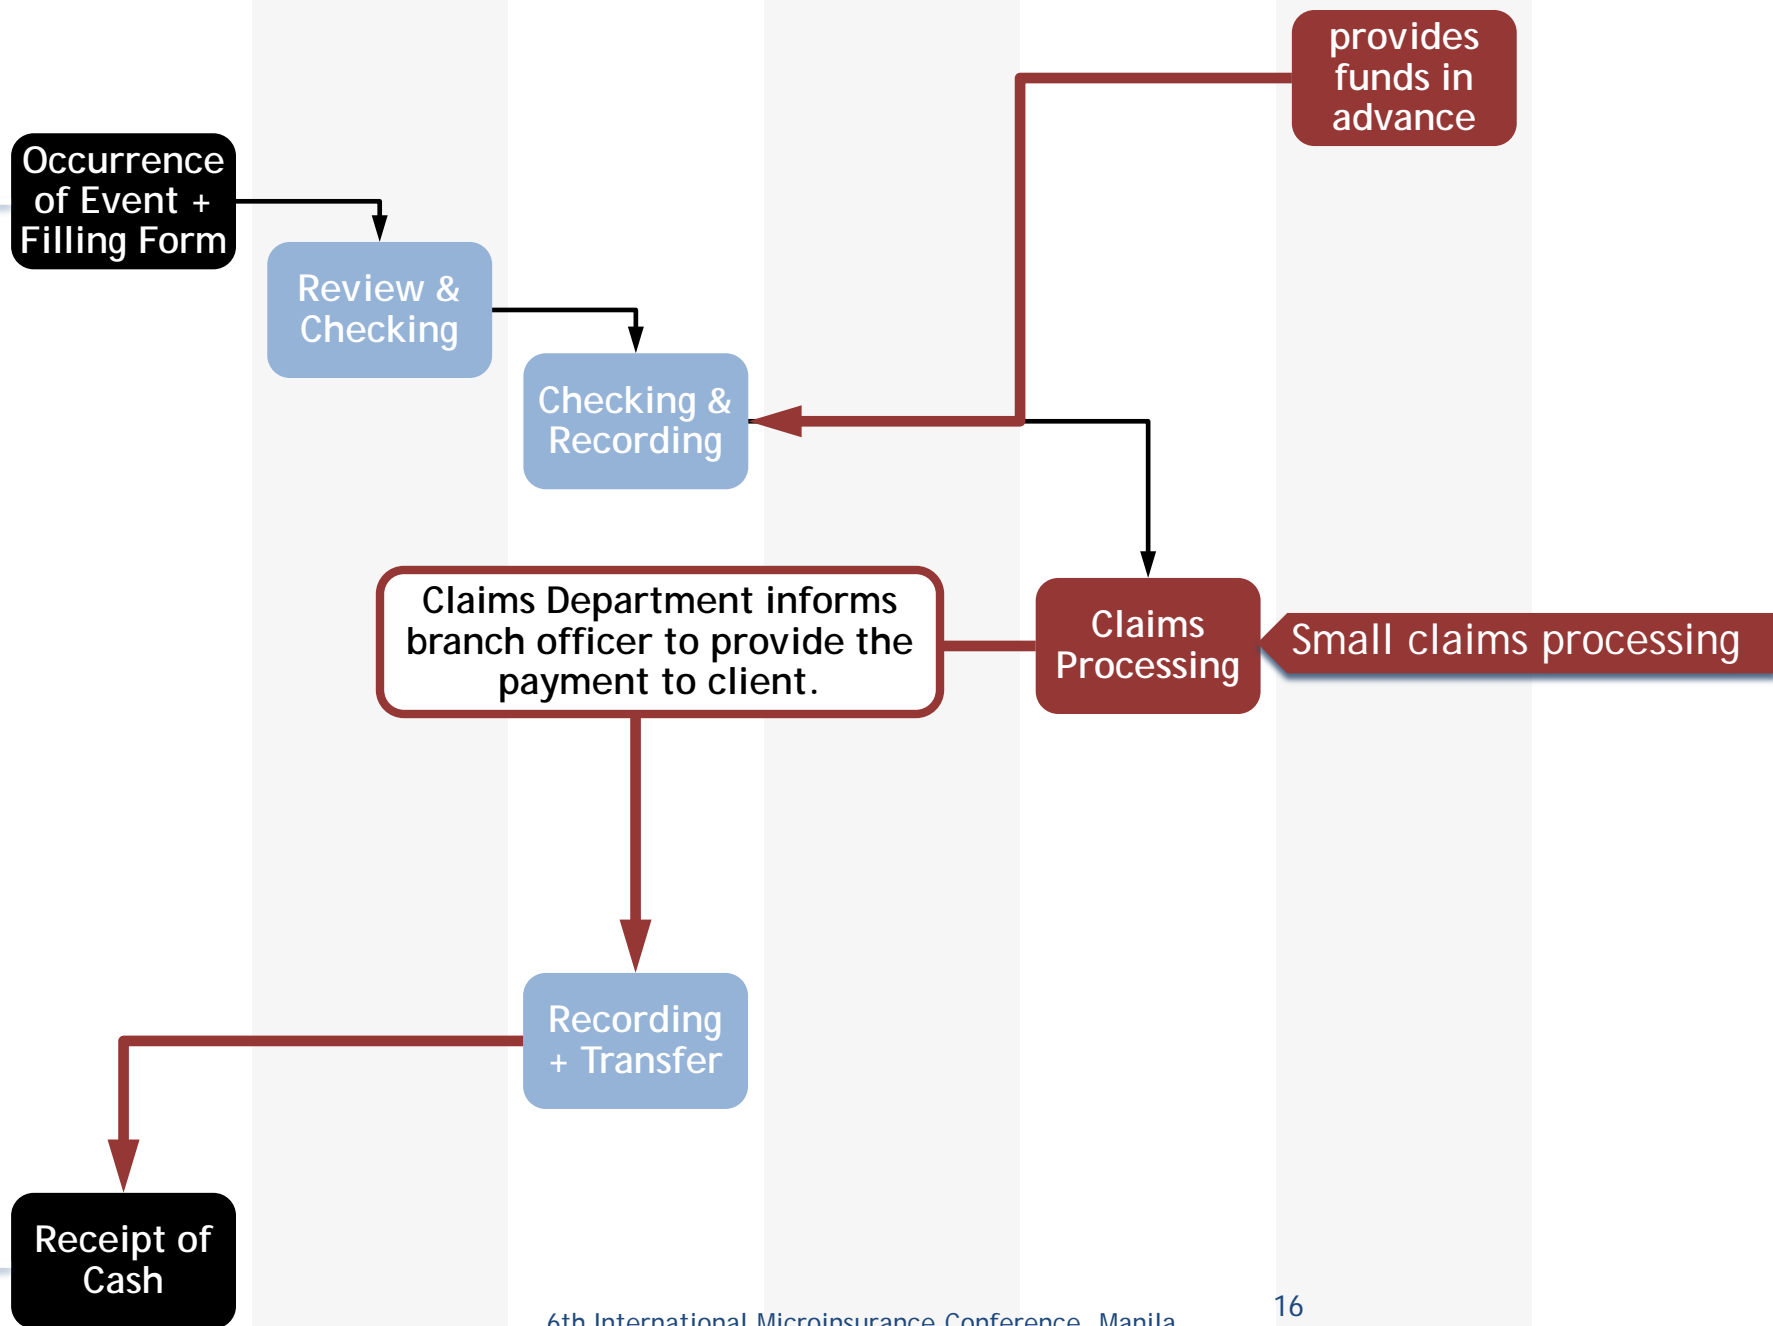 provides
funds in
advance
Occurrence
of Event +
Filling Form
Review &
Checking
Checking &
Recording
Claims Department informs
branch officer to provide the
payment to client.
Claims
Processing
Small claims processing
Recording
+ Transfer
Receipt of
Cash
6th International Microinsurance Conference, Manila
16